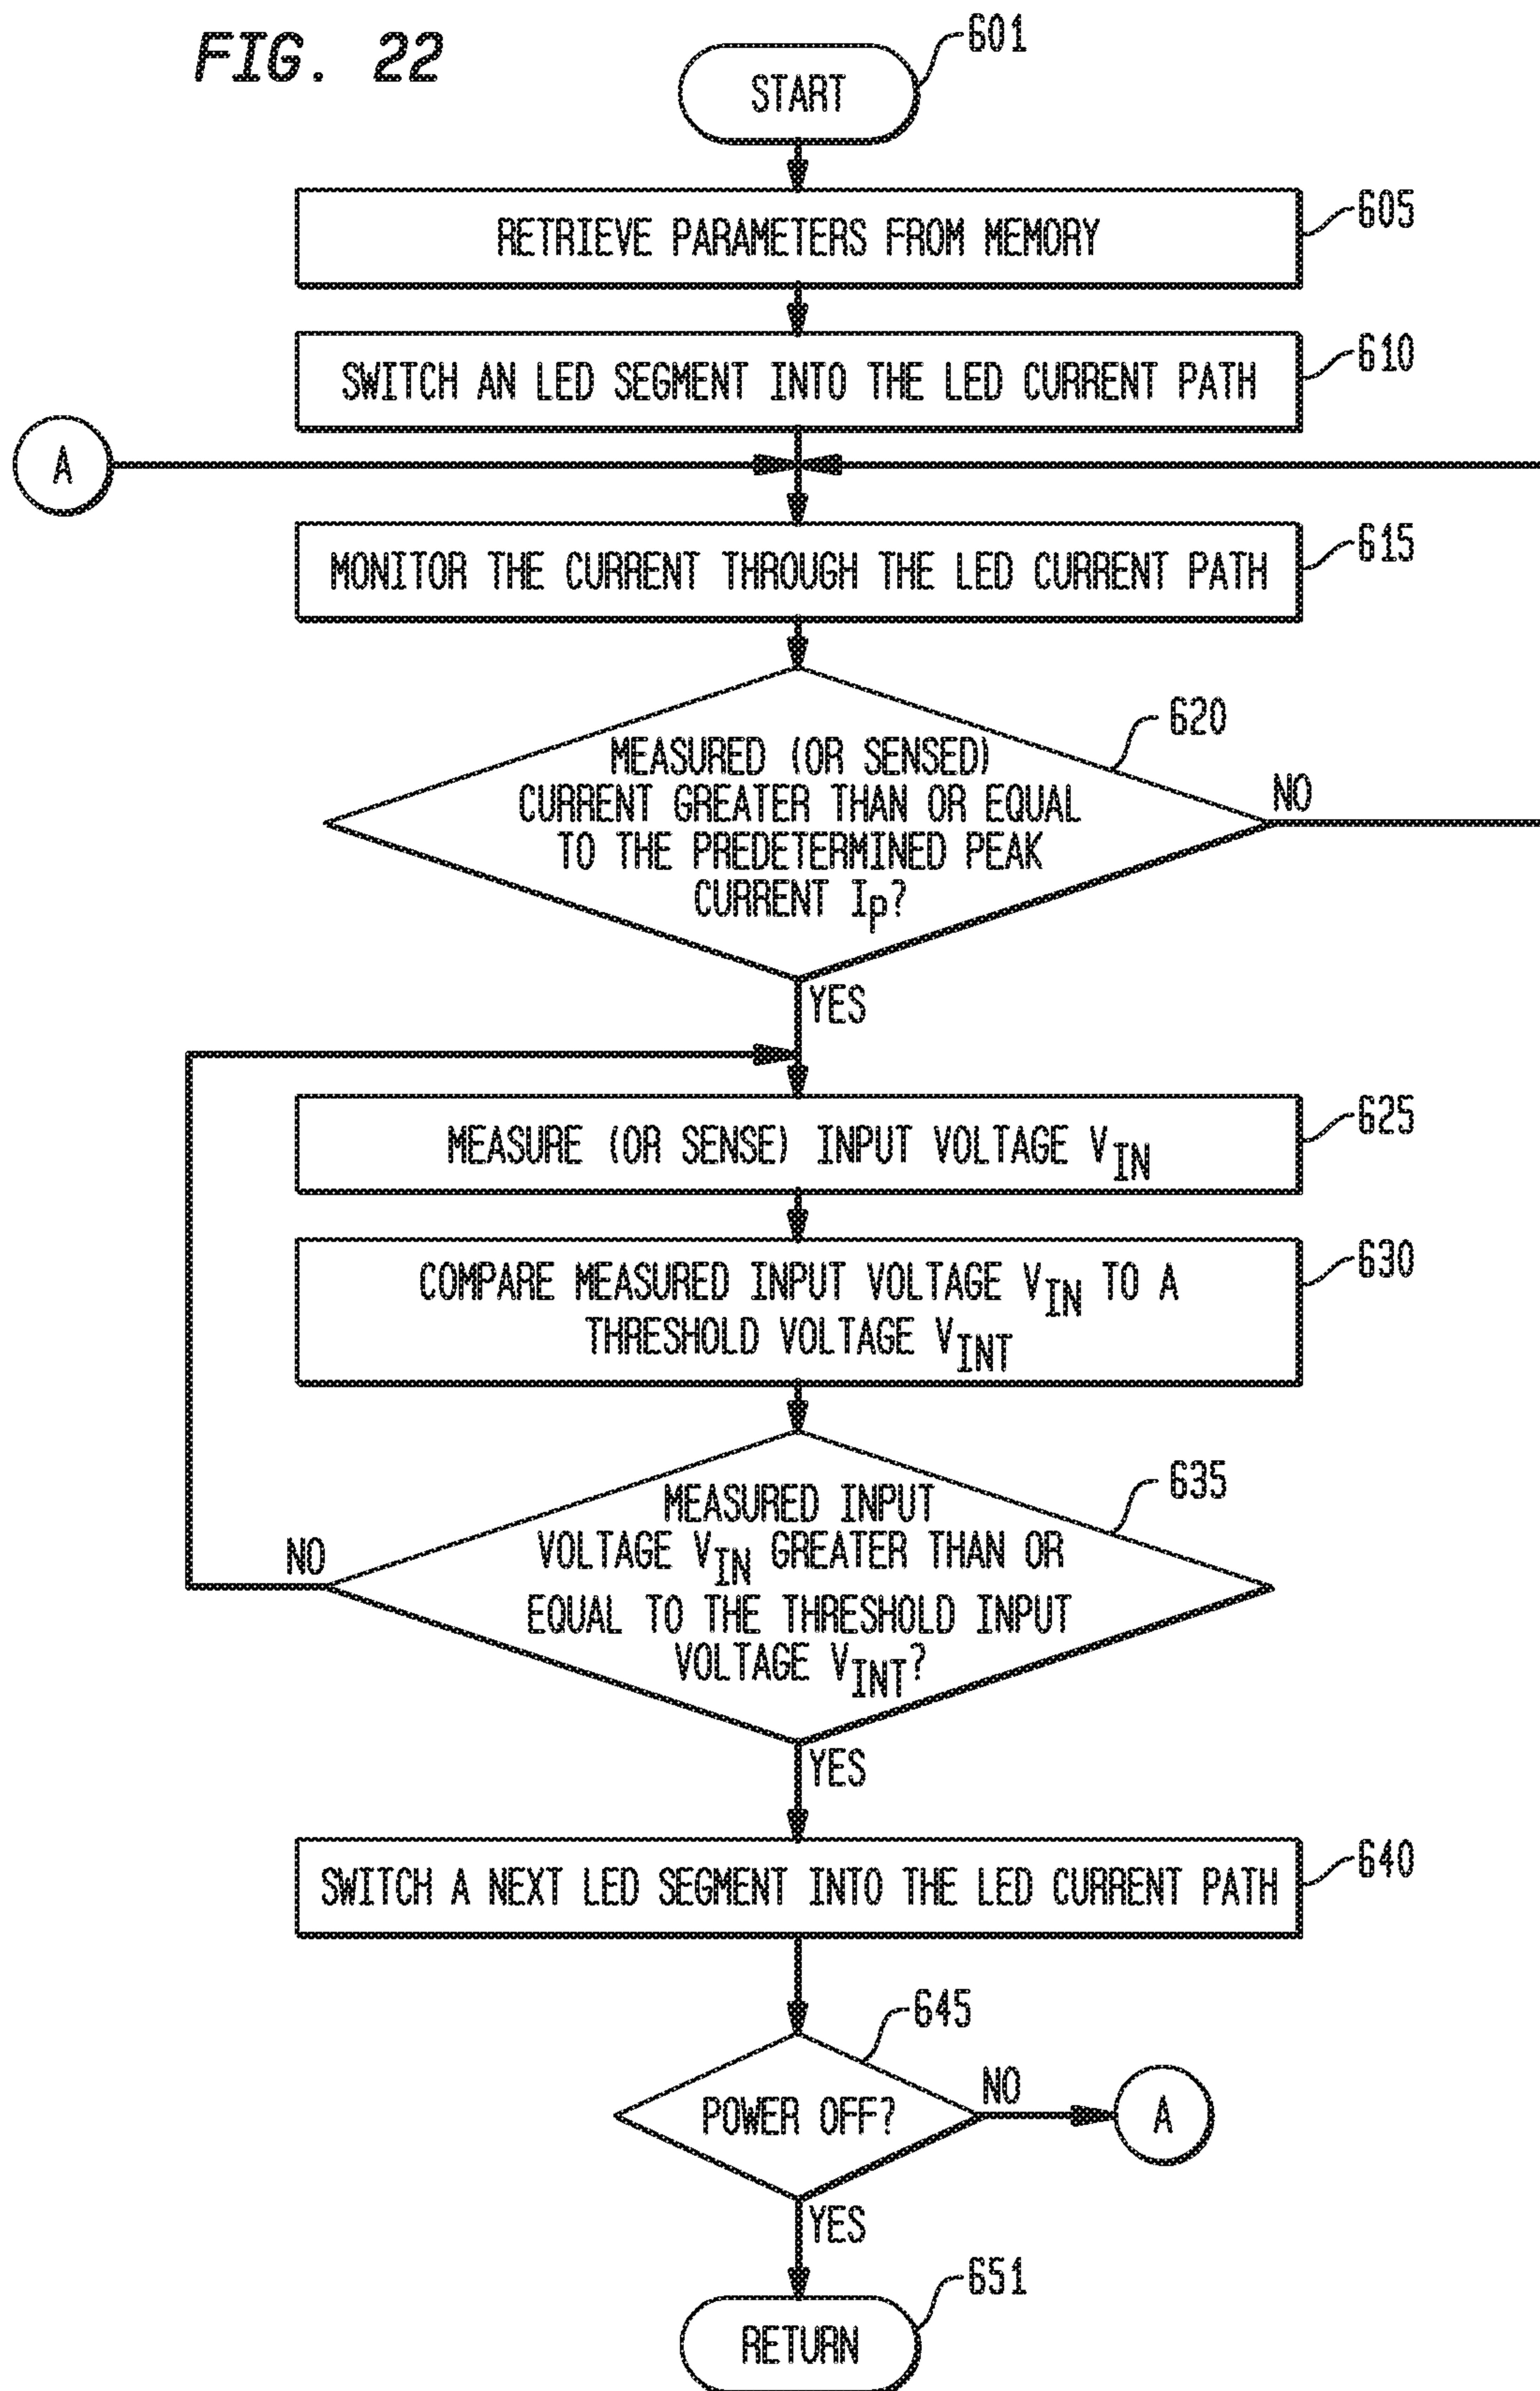 FIG. 22
START
601
RETRIEVE PARAMETERS FROM MEMORY
605
SWITCH AN LED SEGMENT INTO THE LED CURRENT PATH
610
A
MONITOR THE CURRENT THROUGH THE LED CURRENT PATH
615
620
MEASURED (OR SENSED)
CURRENT GREATER THAN OR EQUAL
TO THE PREDETERMINED PEAK
CURRENT Ip?
NO
YES
MEASURE (OR SENSE) INPUT VOLTAGE VIN
625
COMPARE MEASURED INPUT VOLTAGE VIN TO A
THRESHOLD VOLTAGE VINT
630
635
MEASURED INPUT
VOLTAGE VIN GREATER THAN OR
EQUAL TO THE THRESHOLD INPUT
VOLTAGE VINT?
NO
YES
SWITCH A NEXT LED SEGMENT INTO THE LED CURRENT PATH
640
645
POWER OFF?
NO
A
YES
651
RETURN